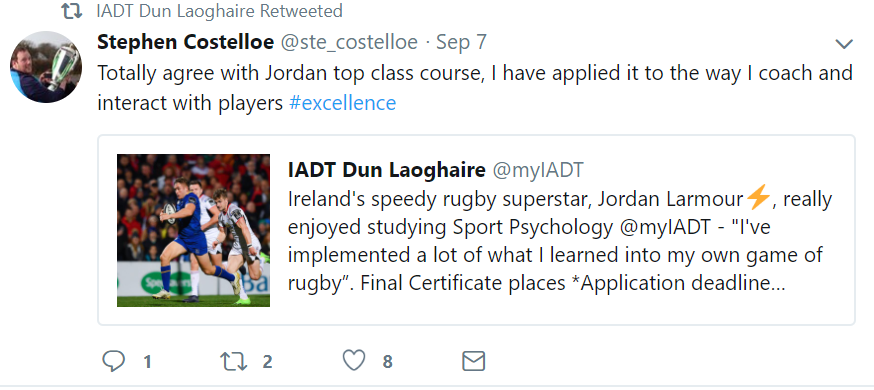 IADT Dun Laoghaire Retweeted
Stephen Costelloe @ste_costelloe · Sep 7
Totally agree with Jordan top class course, I have applied it to the way I coach and
interact with players #excellence
IADT Dun Laoghaire @myIADT
Ireland's speedy rugby superstar, Jordan Larmour⚡, really
enjoyed studying Sport Psychology @myIADT - "I've
implemented a lot of what I learned into my own game of
rugby”. Final Certificate places *Application deadline...
1 2 8